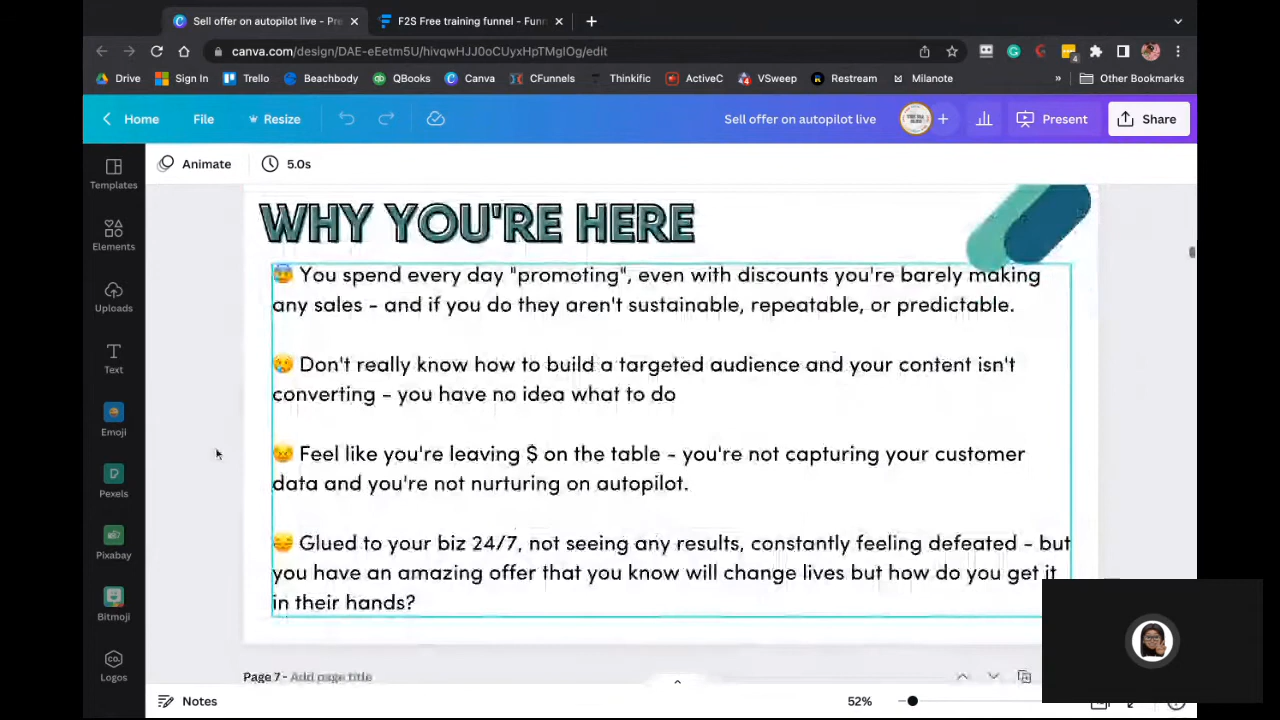 Sell offer on autopilot live - Pre
F2S Free training funnel - Funn
canva.com/design/DAE-eEetm5U/hivqwHJJ0oCUyxHpTMglOg/edit
Drive Sign In Trello Beachbody QBooks Canva CFunnels Thinkific ActiveC VSweep Restream Milanote » Other Bookmarks
Home File Resize Sell offer on autopilot live Present Share
Animate 5.0s
Templates
Elements
Uploads
Text
Emoji
Pexels
Pixabay
Bitmoji
Logos
WHY YOU'RE HERE
🤯 You spend every day "promoting", even with discounts you're barely making
any sales - and if you do they aren't sustainable, repeatable, or predictable.
😢 Don't really know how to build a targeted audience and your content isn't
converting - you have no idea what to do
😖 Feel like you're leaving $ on the table - you're not capturing your customer
data and you're not nurturing on autopilot.
😔 Glued to your biz 24/7, not seeing any results, constantly feeling defeated - but
you have an amazing offer that you know will change lives but how do you get it
in their hands?
Page 7 - Add page title
Notes 52%